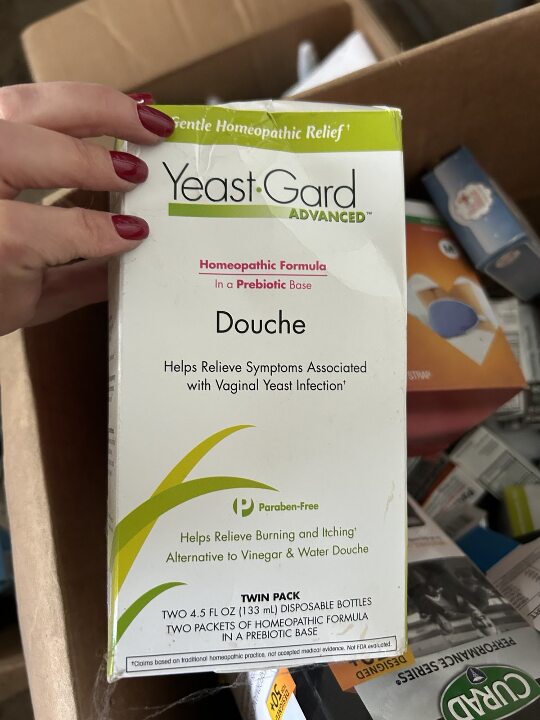 Gentle Homeopathic Relief†
Yeast·Gard
ADVANCED™
Homeopathic Formula
In a Prebiotic Base
Douche
Helps Relieve Symptoms Associated
with Vaginal Yeast Infection†
P Paraben-Free
Helps Relieve Burning and Itching†
Alternative to Vinegar & Water Douche
TWIN PACK
TWO 4.5 FL OZ (133 mL) DISPOSABLE BOTTLES
TWO PACKETS OF HOMEOPATHIC FORMULA
IN A PREBIOTIC BASE
†Claims based on traditional homeopathic practice, not accepted medical evidence. Not FDA evaluated.
STRAP
PERFORMANCE SERIES®
CURAD
DESIGNED